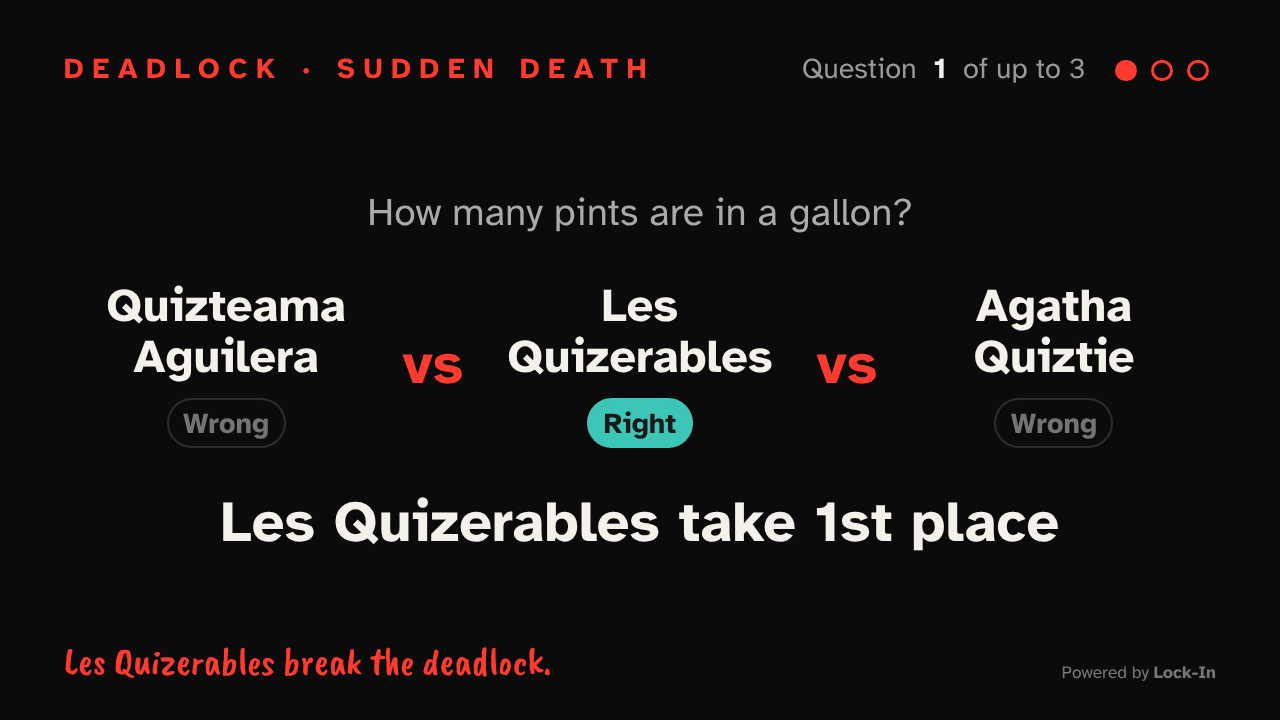 DEADLOCK · SUDDEN DEATH
Question 1 of up to 3
How many pints are in a gallon?
Quizteama
Aguilera
Wrong
vs
Les
Quizerables
Right
vs
Agatha
Quiztie
Wrong
Les Quizerables take 1st place
Les Quizerables break the deadlock.
Powered by Lock-In